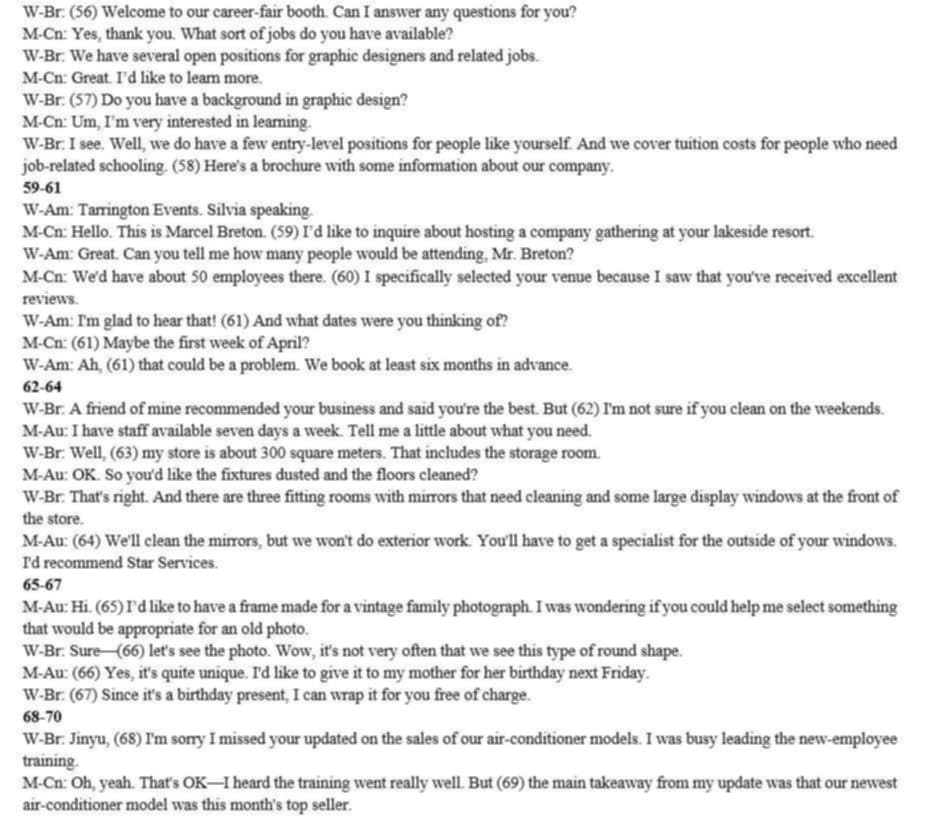 W-Br: (56) Welcome to our career-fair booth. Can I answer any questions for you?
M-Cn: Yes, thank you. What sort of jobs do you have available?
W-Br: We have several open positions for graphic designers and related jobs.
M-Cn: Great. I'd like to learn more.
W-Br: (57) Do you have a background in graphic design?
M-Cn: Um, I'm very interested in learning.
W-Br: I see. Well, we do have a few entry-level positions for people like yourself. And we cover tuition costs for people who need
job-related schooling. (58) Here's a brochure with some information about our company.
59-61
W-Am: Tarrington Events. Silvia speaking.
M-Cn: Hello. This is Marcel Breton. (59) I'd like to inquire about hosting a company gathering at your lakeside resort.
W-Am: Great. Can you tell me how many people would be attending, Mr. Breton?
M-Cn: We'd have about 50 employees there. (60) I specifically selected your venue because I saw that you've received excellent
reviews.
W-Am: I'm glad to hear that! (61) And what dates were you thinking of?
M-Cn: (61) Maybe the first week of April?
W-Am: Ah, (61) that could be a problem. We book at least six months in advance.
62-64
W-Br: A friend of mine recommended your business and said you're the best. But (62) I'm not sure if you clean on the weekends.
M-Au: I have staff available seven days a week. Tell me a little about what you need.
W-Br: Well, (63) my store is about 300 square meters. That includes the storage room.
M-Au: OK. So you'd like the fixtures dusted and the floors cleaned?
W-Br: That's right. And there are three fitting rooms with mirrors that need cleaning and some large display windows at the front of
the store.
M-Au: (64) We'll clean the mirrors, but we won't do exterior work. You'll have to get a specialist for the outside of your windows.
I'd recommend Star Services.
65-67
M-Au: Hi. (65) I'd like to have a frame made for a vintage family photograph. I was wondering if you could help me select something
that would be appropriate for an old photo.
W-Br: Sure—(66) let's see the photo. Wow, it's not very often that we see this type of round shape.
M-Au: (66) Yes, it's quite unique. I'd like to give it to my mother for her birthday next Friday.
W-Br: (67) Since it's a birthday present, I can wrap it for you free of charge.
68-70
W-Br: Jinyu, (68) I'm sorry I missed your updated on the sales of our air-conditioner models. I was busy leading the new-employee
training.
M-Cn: Oh, yeah. That's OK—I heard the training went really well. But (69) the main takeaway from my update was that our newest
air-conditioner model was this month's top seller.